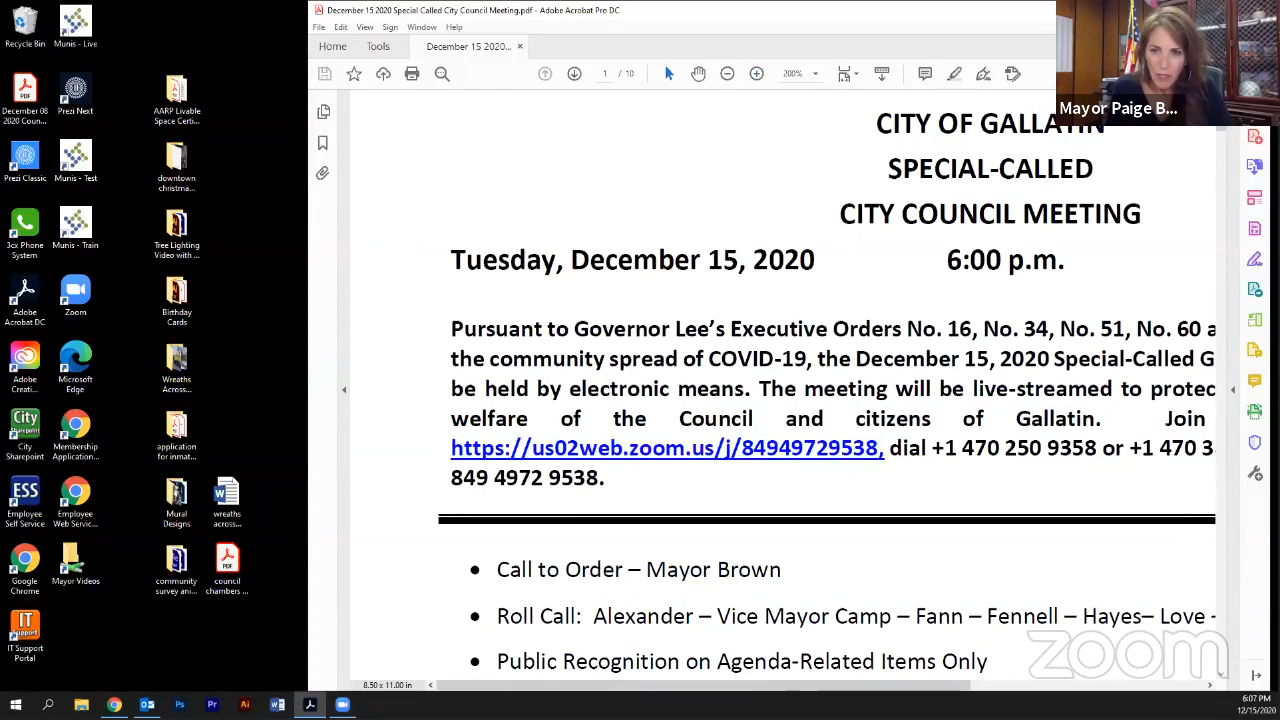 December 15 2020 Special Called City Council Meeting.pdf - Adobe Acrobat Pro DC
File Edit View Sign Window Help
Home Tools December 15 2020... ×
1 / 10 200%
Mayor Paige B...
CITY OF GALLATIN
SPECIAL-CALLED
CITY COUNCIL MEETING
Tuesday, December 15, 2020 6:00 p.m.
Pursuant to Governor Lee's Executive Orders No. 16, No. 34, No. 51, No. 60 a
the community spread of COVID-19, the December 15, 2020 Special-Called G
be held by electronic means. The meeting will be live-streamed to protec
welfare of the Council and citizens of Gallatin. Join
https://us02web.zoom.us/j/84949729538, dial +1 470 250 9358 or +1 470 3
849 4972 9538.
• Call to Order – Mayor Brown
• Roll Call: Alexander – Vice Mayor Camp – Fann – Fennell – Hayes– Love -
• Public Recognition on Agenda-Related Items Only
8.50 x 11.00 in
zoom
Recycle Bin
Munis - Live
December 08
2020 Coun...
Prezi Next
AARP Livable
Space Certi...
Prezi Classic
Munis - Test
downtown
christma...
3cx Phone
System
Munis - Train
Tree Lighting
Video with ...
Adobe
Acrobat DC
Zoom
Birthday
Cards
Adobe
Creati...
Microsoft
Edge
Wreaths
Across...
City
Sharepoint
City
Sharepoint
Membership
Application...
application
for inmat...
ESS
Employee
Self Service
Employee
Web Servic...
Mural
Designs
wreaths
across...
Google
Chrome
Mayor Videos
community
survey ani...
PDF
council
chambers ...
IT
Support
IT Support
Portal
Ps Pr Ai
6:07 PM
12/15/2020